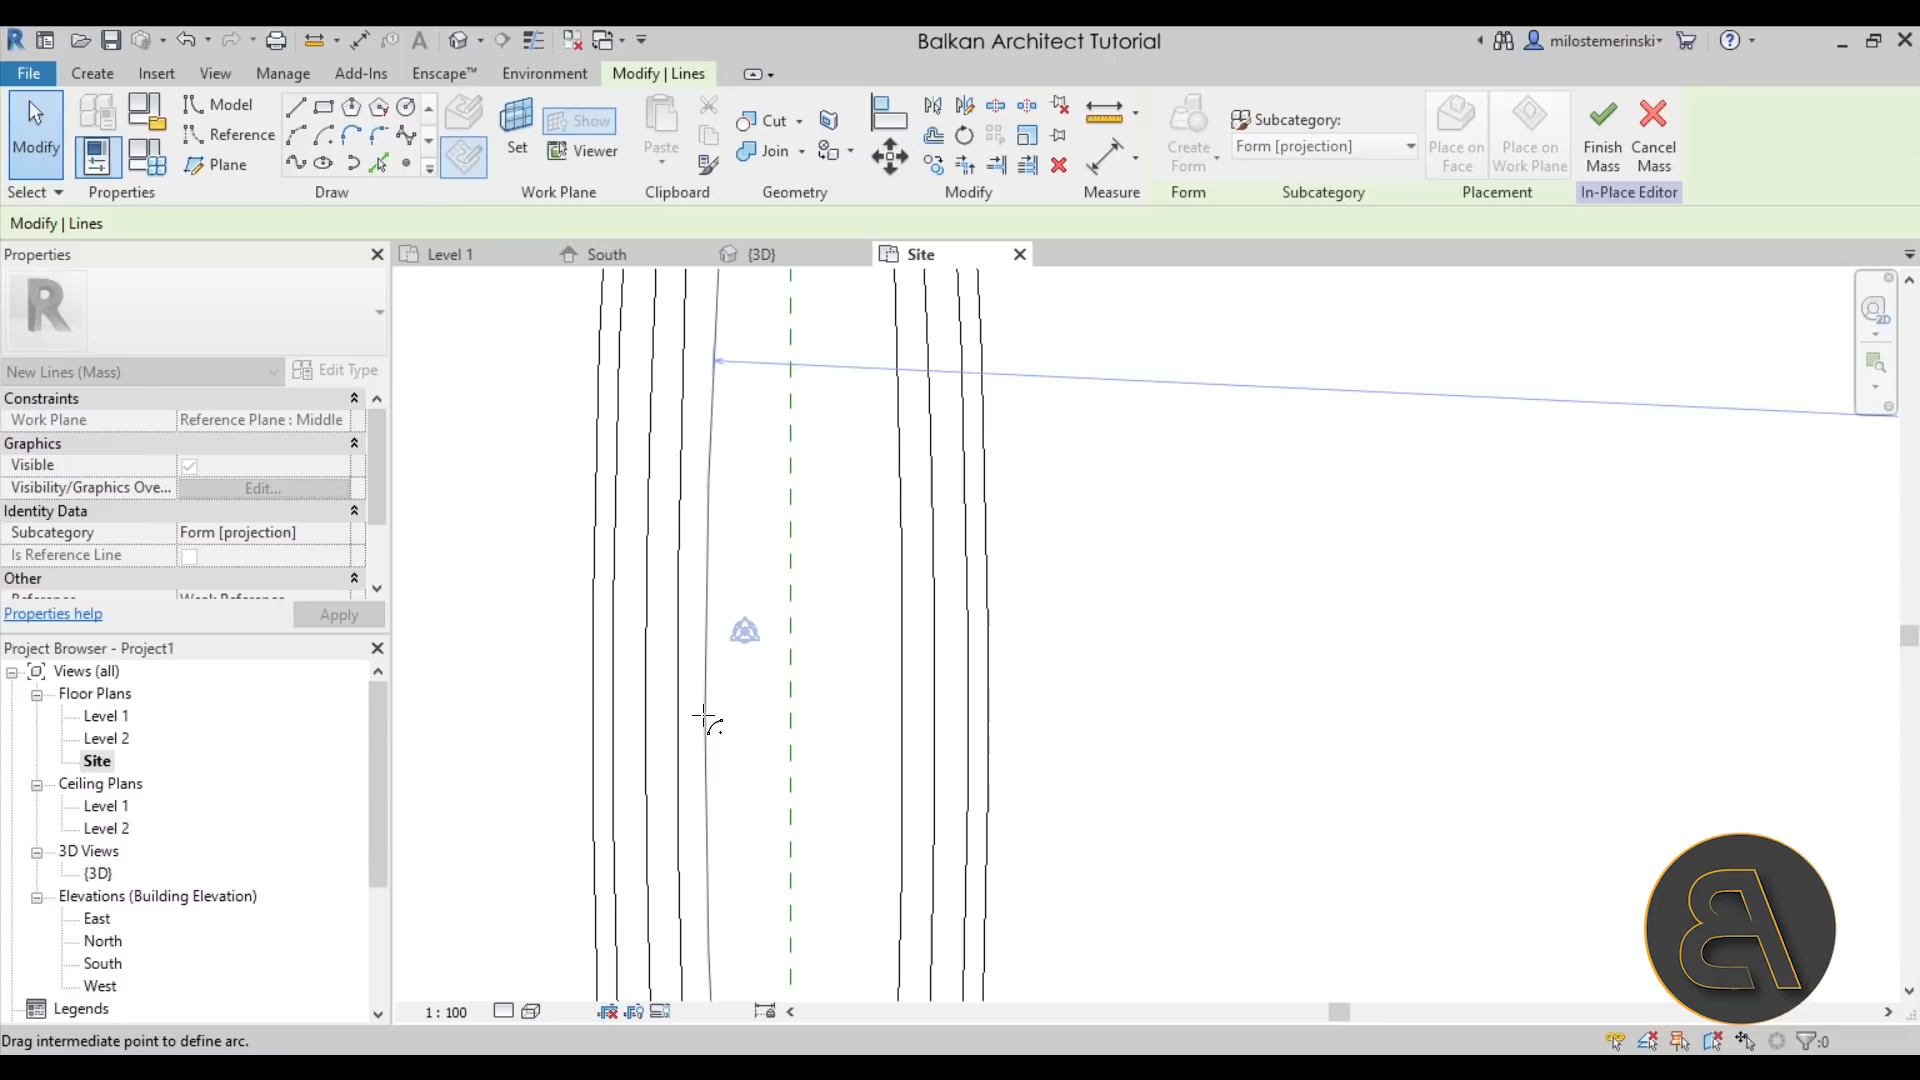 Balkan Architect Tutorial
milostemerinski
File Create Insert View Manage Add-Ins Enscape™ Environment Modify | Lines
Modify
Model
Reference
Plane
Set
Show
Viewer
Paste
Cut
Join
Create
Form
Subcategory:
Form [projection]
Place on
Face
Place on
Work Plane
Finish
Mass
Cancel
Mass
Select Properties Draw Work Plane Clipboard Geometry Modify Measure Form Subcategory Placement In-Place Editor
Modify | Lines
Properties
Level 1 South {3D} Site
R
New Lines (Mass) Edit Type
Constraints
Work Plane Reference Plane : Middle
Graphics
Visible
Visibility/Graphics Ove... Edit...
Identity Data
Subcategory Form [projection]
Is Reference Line
Other
Reference Weak Reference
Properties help Apply
Project Browser - Project1
Views (all)
Floor Plans
Level 1
Level 2
Site
Ceiling Plans
Level 1
Level 2
3D Views
{3D}
Elevations (Building Elevation)
East
North
South
West
Legends
2D
1 : 100
Drag intermediate point to define arc.
:0